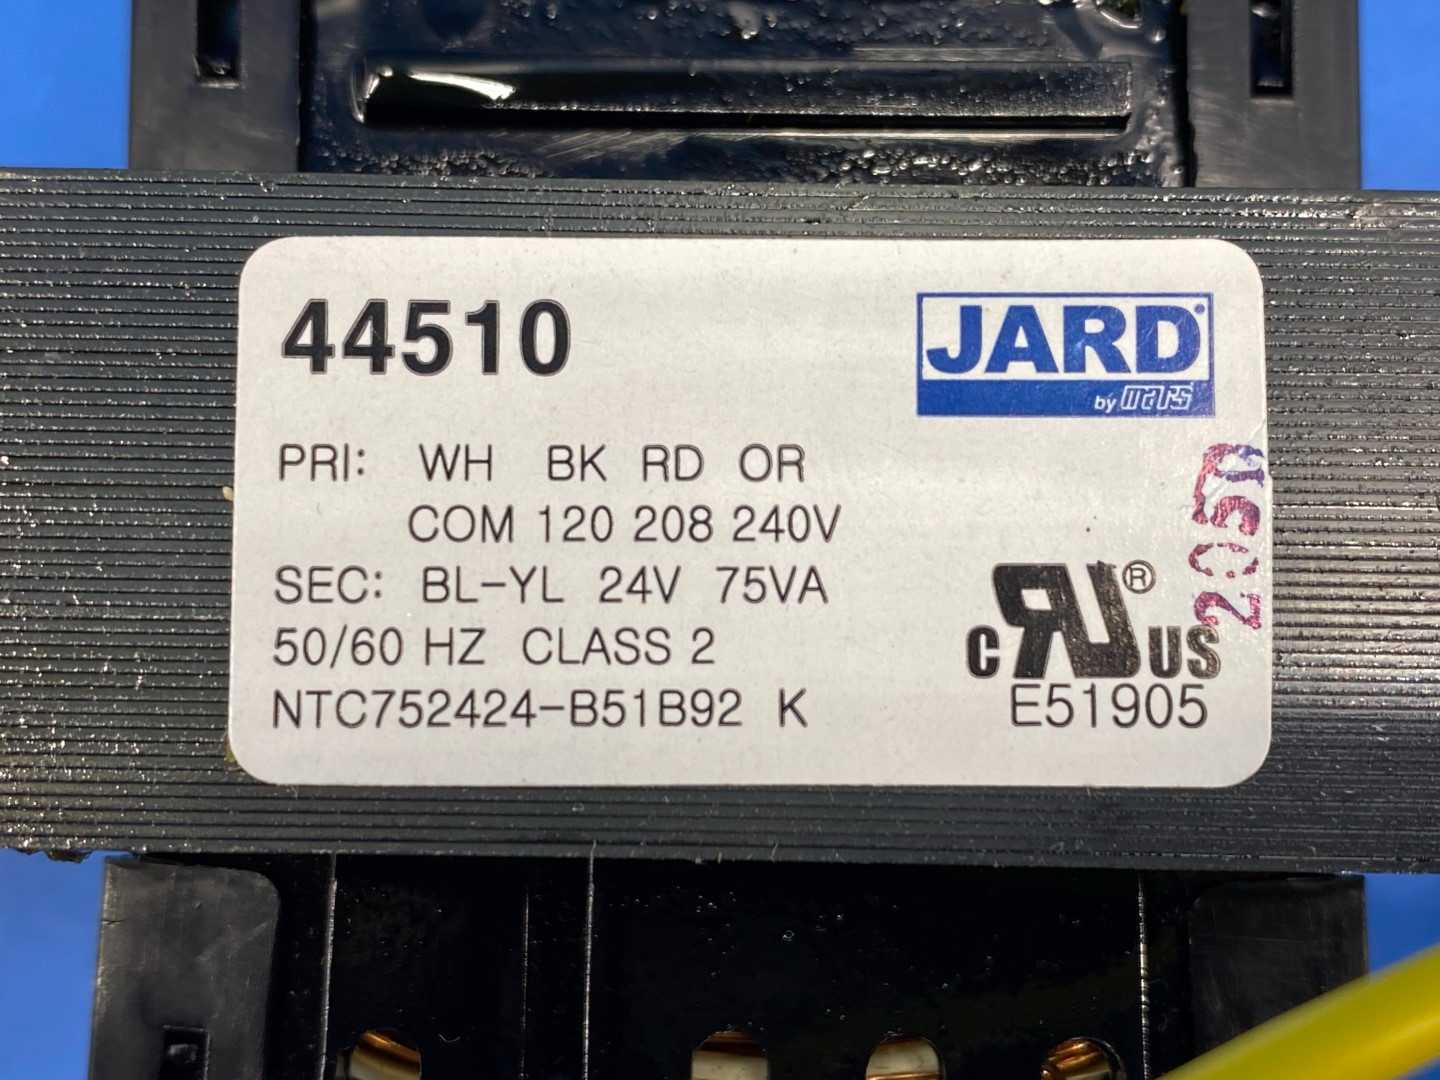 44510
JARD
by mars
PRI: WH BK RD OR
COM 120 208 240V
SEC: BL-YL 24V 75VA
50/60 HZ CLASS 2
NTC752424-B51B92 K
c RU ® US
E51905